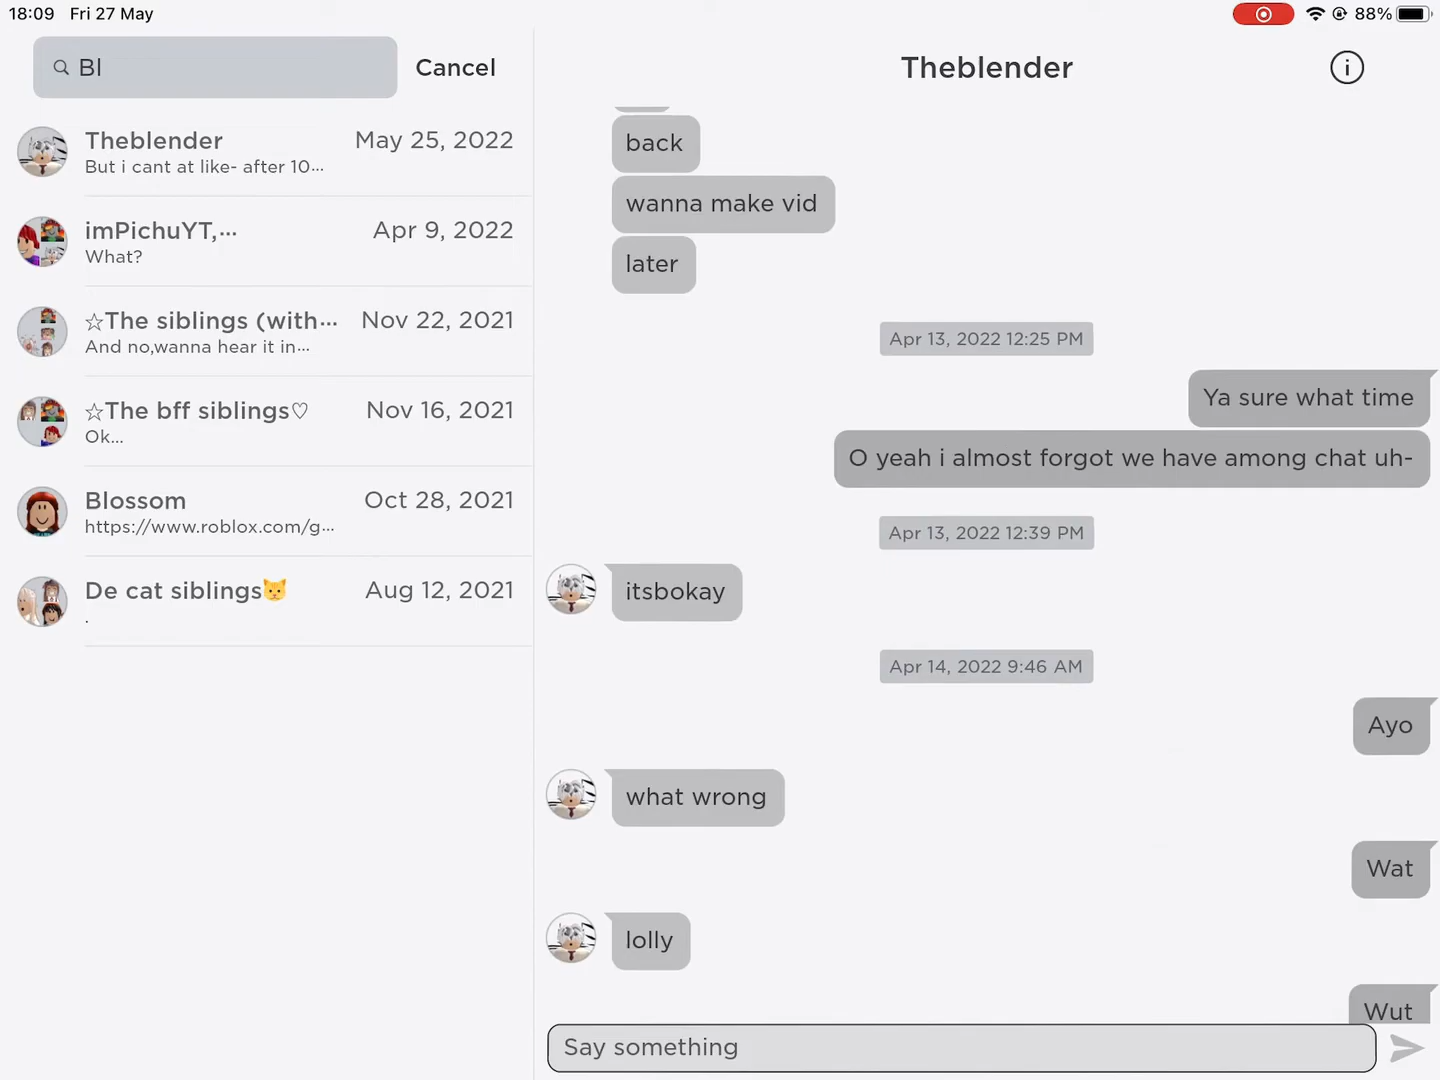 18:09 Fri 27 May
88%
Bl
Cancel
Theblender
May 25, 2022
But i cant at like- after 10...
imPichuYT,...
Apr 9, 2022
What?
☆The siblings (with...
Nov 22, 2021
And no,wanna hear it in...
☆The bff siblings♡
Nov 16, 2021
Ok...
Blossom
Oct 28, 2021
https://www.roblox.com/g...
De cat siblings🐱
Aug 12, 2021
.
Theblender
back
wanna make vid
later
Apr 13, 2022 12:25 PM
Ya sure what time
O yeah i almost forgot we have among chat uh-
Apr 13, 2022 12:39 PM
itsbokay
Apr 14, 2022 9:46 AM
Ayo
what wrong
Wat
lolly
Wut
Say something